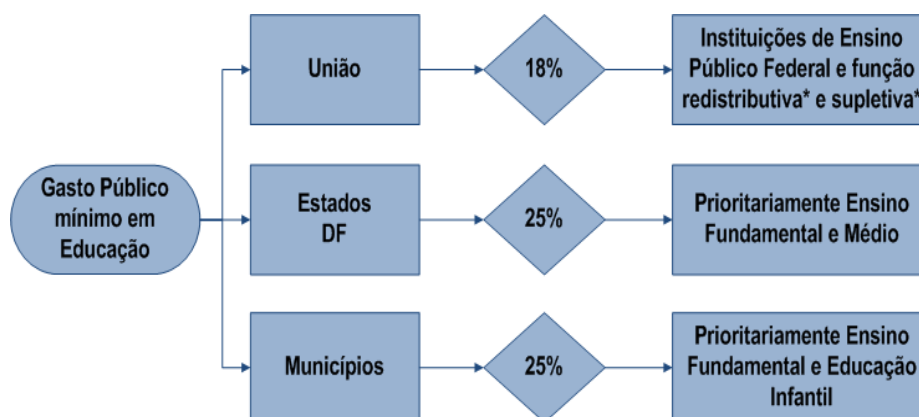 Gasto Público
mínimo em
Educação
União
18%
Instituições de Ensino
Público Federal e função
redistributiva* e supletiva*
Estados
DF
25%
Prioritariamente Ensino
Fundamental e Médio
Municípios
25%
Prioritariamente Ensino
Fundamental e Educação
Infantil